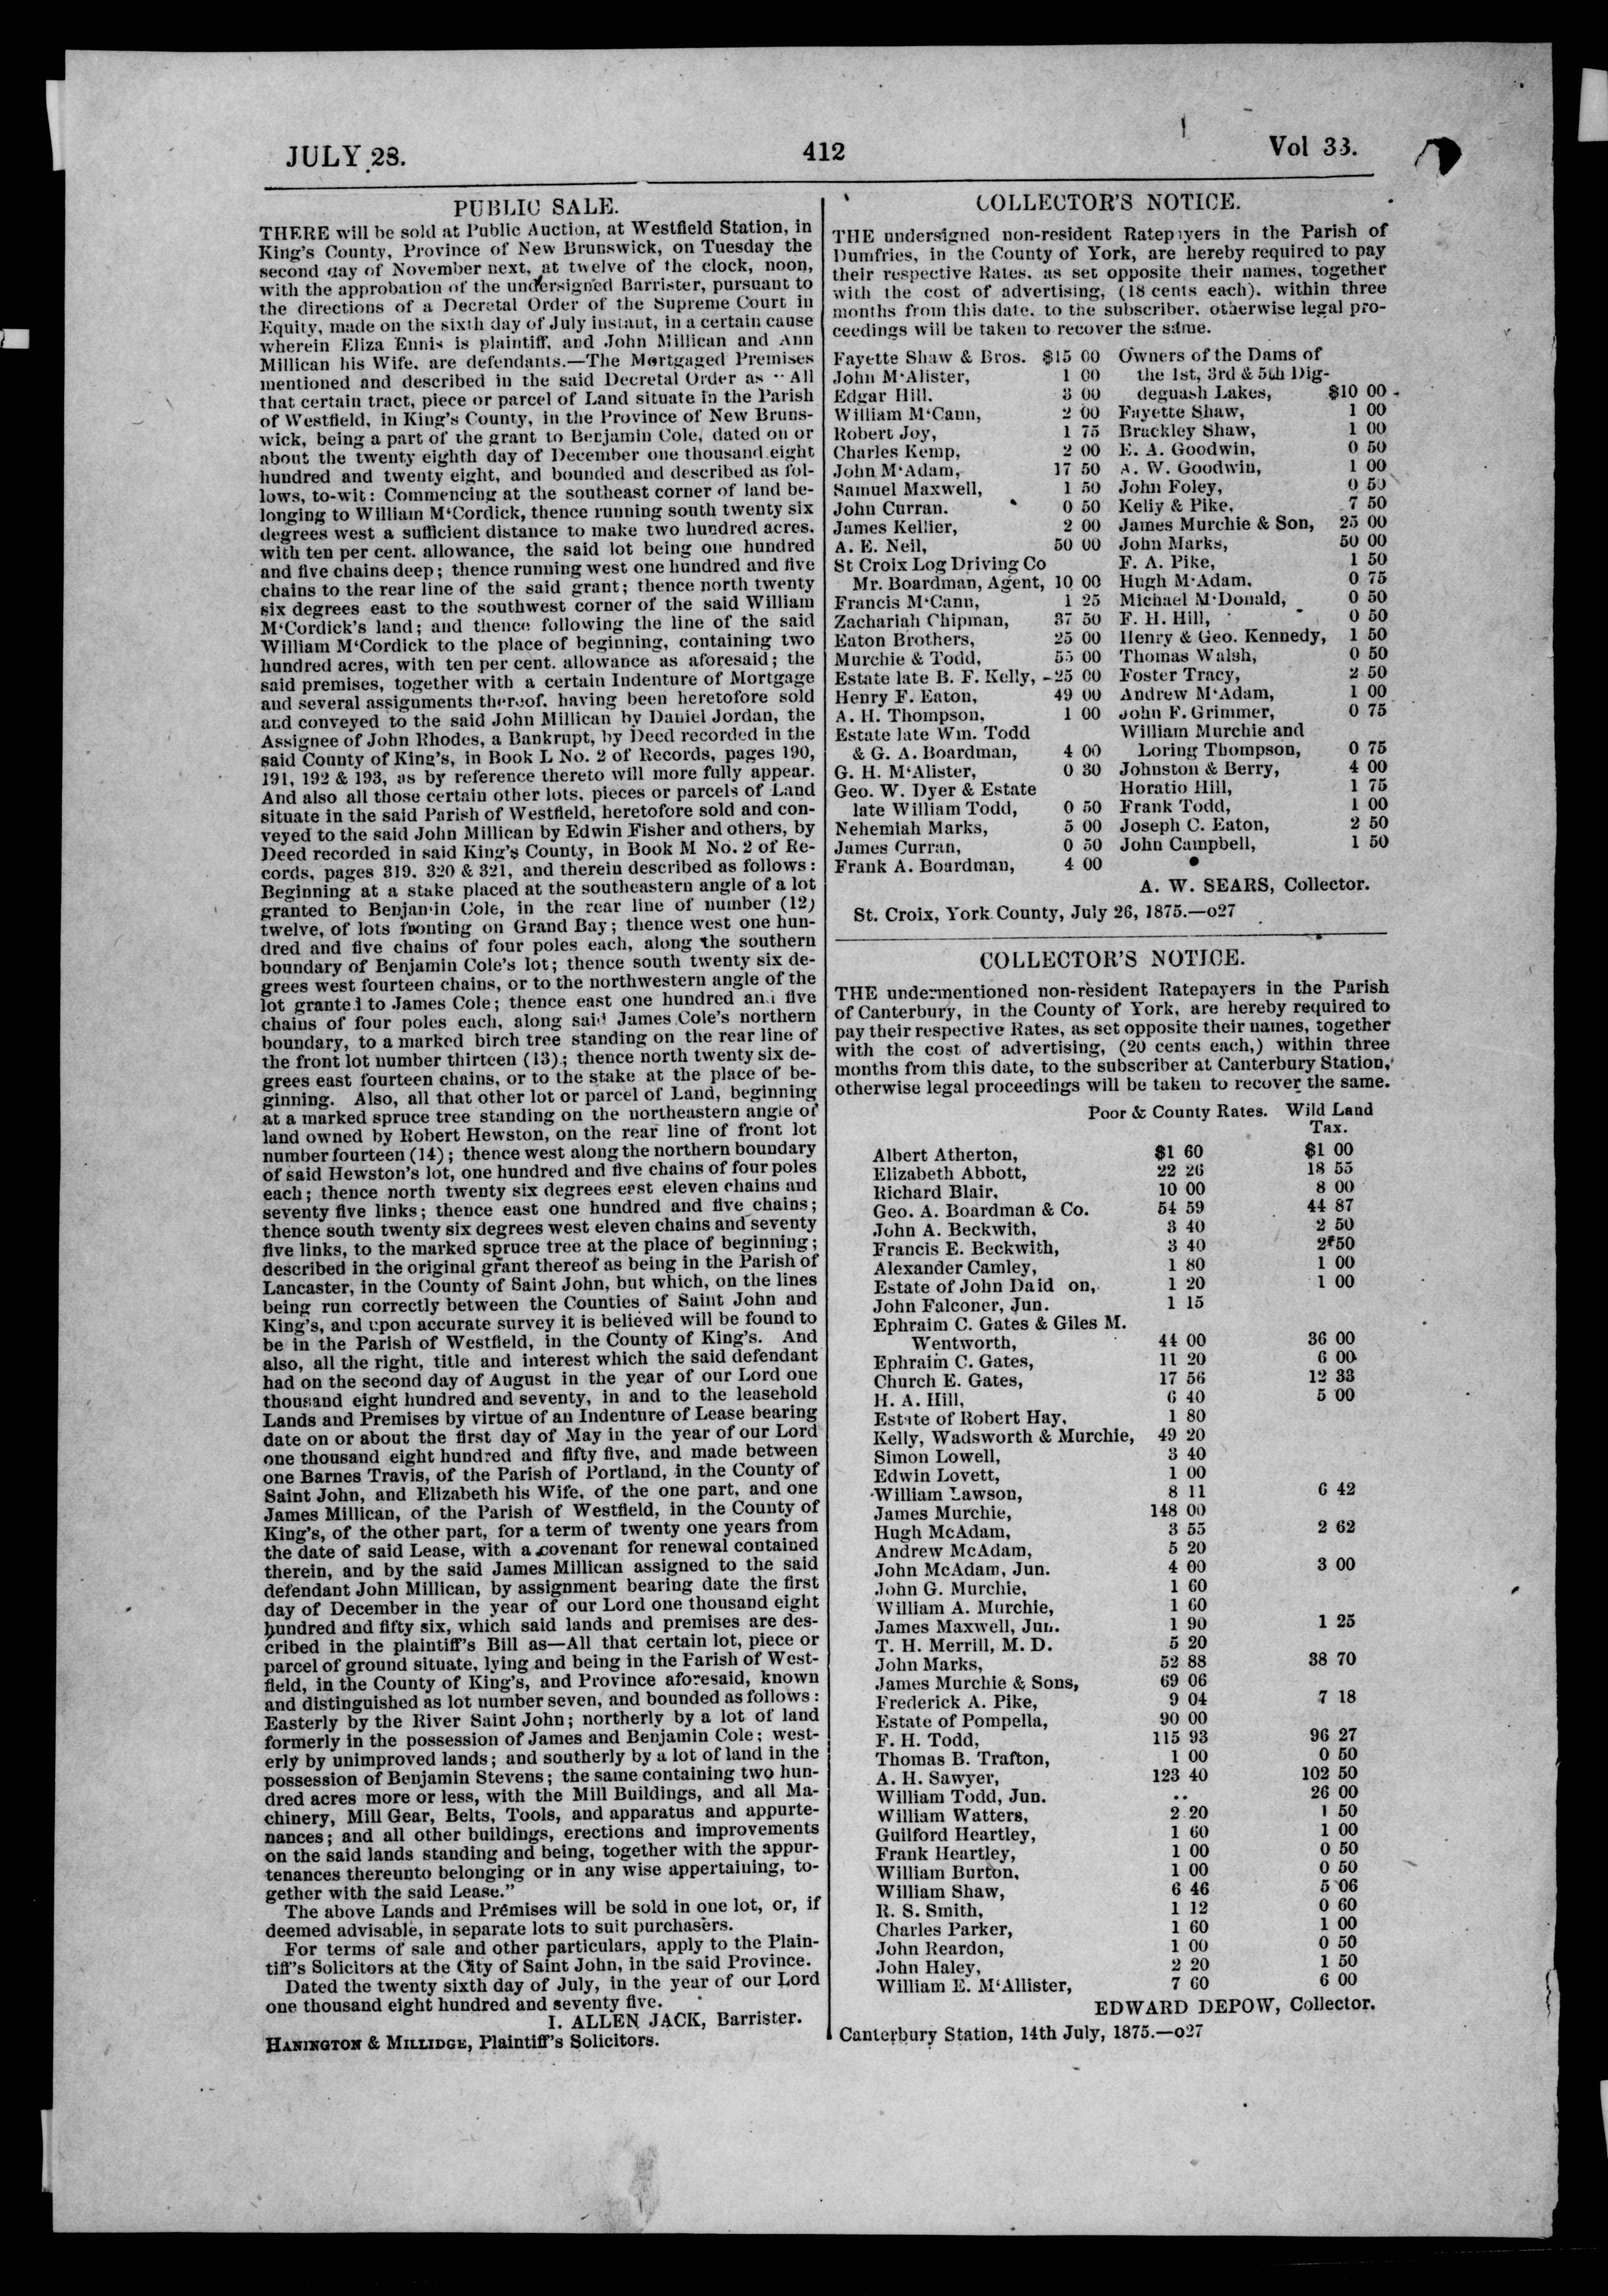 JULY 28.
412
Vol 33.
PUBLIC SALE.
THERE will be sold at Public Auction, at Westfield Station, in
King's County, Province of New Brunswick, on Tuesday the
second day of November next, at twelve of the clock, noon,
with the approbation of the undersigned Barrister, pursuant to
the directions of a Decretal Order of the Supreme Court in
Equity, made on the sixth day of July instant, in a certain cause
wherein Eliza Ennis is plaintiff, and John Millican and Ann
Millican his Wife, are defendants.—The Mortgaged Premises
mentioned and described in the said Decretal Order as "All
that certain tract, piece or parcel of Land situate in the Parish
of Westfield, in King's County, in the Province of New Bruns-
wick, being a part of the grant to Benjamin Cole, dated on or
about the twenty eighth day of December one thousand eight
hundred and twenty eight, and bounded and described as fol-
lows, to-wit: Commencing at the southeast corner of land be-
longing to William M'Cordick, thence running south twenty six
degrees west a sufficient distance to make two hundred acres,
with ten per cent. allowance, the said lot being one hundred
and five chains deep; thence running west one hundred and five
chains to the rear line of the said grant; thence north twenty
six degrees east to the southwest corner of the said William
M'Cordick's land; and thence following the line of the said
William M'Cordick to the place of beginning, containing two
hundred acres, with ten per cent. allowance as aforesaid; the
said premises, together with a certain Indenture of Mortgage
and several assignments thereof, having been heretofore sold
and conveyed to the said John Millican by Daniel Jordan, the
Assignee of John Rhodes, a Bankrupt, by Deed recorded in the
said County of King's, in Book L No. 2 of Records, pages 190,
191, 192 & 193, as by reference thereto will more fully appear.
And also all those certain other lots, pieces or parcels of Land
situate in the said Parish of Westfield, heretofore sold and con-
veyed to the said John Millican by Edwin Fisher and others, by
Deed recorded in said King's County, in Book M No. 2 of Re-
cords, pages 319, 320 & 321, and therein described as follows:
Beginning at a stake placed at the southeastern angle of a lot
granted to Benjamin Cole, in the rear line of number (12)
twelve, of lots fronting on Grand Bay; thence west one hun-
dred and five chains of four poles each, along the southern
boundary of Benjamin Cole's lot; thence south twenty six de-
grees west fourteen chains, or to the northwestern angle of the
lot granted to James Cole; thence east one hundred and five
chains of four poles each, along said James Cole's northern
boundary, to a marked birch tree standing on the rear line of
the front lot number thirteen (13); thence north twenty six de-
grees east fourteen chains, or to the stake at the place of be-
ginning. Also, all that other lot or parcel of Land, beginning
at a marked spruce tree standing on the northeastern angle of
land owned by Robert Hewston, on the rear line of front lot
number fourteen (14); thence west along the northern boundary
of said Hewston's lot, one hundred and five chains of four poles
each; thence north twenty six degrees east eleven chains and
seventy five links; thence east one hundred and five chains;
thence south twenty six degrees west eleven chains and seventy
five links, to the marked spruce tree at the place of beginning;
described in the original grant thereof as being in the Parish of
Lancaster, in the County of Saint John, but which, on the lines
being run correctly between the Counties of Saint John and
King's, and upon accurate survey it is believed will be found to
be in the Parish of Westfield, in the County of King's. And
also, all the right, title and interest which the said defendant
had on the second day of August in the year of our Lord one
thousand eight hundred and seventy, in and to the leasehold
Lands and Premises by virtue of an Indenture of Lease bearing
date on or about the first day of May in the year of our Lord
one thousand eight hundred and fifty five, and made between
one Barnes Travis, of the Parish of Portland, in the County of
Saint John, and Elizabeth his Wife, of the one part, and one
James Millican, of the Parish of Westfield, in the County of
King's, of the other part, for a term of twenty one years from
the date of said Lease, with a covenant for renewal contained
therein, and by the said James Millican assigned to the said
defendant John Millican, by assignment bearing date the first
day of December in the year of our Lord one thousand eight
hundred and fifty six, which said lands and premises are des-
cribed in the plaintiff's Bill as—All that certain lot, piece or
parcel of ground situate, lying and being in the Parish of West-
field, in the County of King's, and Province aforesaid, known
and distinguished as lot number seven, and bounded as follows:
Easterly by the River Saint John; northerly by a lot of land
formerly in the possession of James and Benjamin Cole; west-
erly by unimproved lands; and southerly by a lot of land in the
possession of Benjamin Stevens; the same containing two hun-
dred acres more or less, with the Mill Buildings, and all Ma-
chinery, Mill Gear, Belts, Tools, and apparatus and appurte-
nances; and all other buildings, erections and improvements
on the said lands standing and being, together with the appur-
tenances thereunto belonging or in any wise appertaining, to-
gether with the said Lease."
The above Lands and Premises will be sold in one lot, or, if
deemed advisable, in separate lots to suit purchasers.
For terms of sale and other particulars, apply to the Plain-
tiff's Solicitors at the City of Saint John, in the said Province.
Dated the twenty sixth day of July, in the year of our Lord
one thousand eight hundred and seventy five.
I. ALLEN JACK, Barrister.
HANINGTON & MILLIDGE, Plaintiff's Solicitors.
COLLECTOR'S NOTICE.
THE undersigned non-resident Ratepayers in the Parish of
Dumfries, in the County of York, are hereby required to pay
their respective Rates, as set opposite their names, together
with the cost of advertising, (18 cents each), within three
months from this date, to the subscriber, otherwise legal pro-
ceedings will be taken to recover the same.
Fayette Shaw & Bros. $15 00
John M'Alister, 1 00
Edgar Hill. 3 00
William M'Cann, 2 00
Robert Joy, 1 75
Charles Kemp, 2 00
John M'Adam, 17 50
Samuel Maxwell, 1 50
John Curran. 0 50
James Kellier, 2 00
A. E. Neil, 50 00
St Croix Log Driving Co
Mr. Boardman, Agent, 10 00
Francis M'Cann, 1 25
Zachariah Chipman, 37 50
Eaton Brothers, 25 00
Murchie & Todd, 55 00
Estate late B. F. Kelly, 25 00
Henry F. Eaton, 49 00
A. H. Thompson, 1 00
Estate late Wm. Todd
& G. A. Boardman, 4 00
G. H. M'Alister, 0 30
Geo. W. Dyer & Estate
late William Todd, 0 50
Nehemiah Marks, 5 00
James Curran, 0 50
Frank A. Boardman, 4 00
Owners of the Dams of
the 1st, 3rd & 5th Dig-
deguash Lakes, $10 00
Fayette Shaw, 1 00
Brackley Shaw, 1 00
E. A. Goodwin, 0 50
A. W. Goodwin, 1 00
John Foley, 0 50
Kelly & Pike, 7 50
James Murchie & Son, 25 00
John Marks, 50 00
F. A. Pike, 1 50
Hugh M'Adam, 0 75
Michael M'Donald, 0 50
F. H. Hill, 0 50
Henry & Geo. Kennedy, 1 50
Thomas Walsh, 0 50
Foster Tracy, 2 50
Andrew M'Adam, 1 00
John F. Grimmer, 0 75
William Murchie and
Loring Thompson, 0 75
Johnston & Berry, 4 00
Horatio Hill, 1 75
Frank Todd, 1 00
Joseph C. Eaton, 2 50
John Campbell, 1 50
A. W. SEARS, Collector.
St. Croix, York County, July 26, 1875.—o27
COLLECTOR'S NOTICE.
THE undermentioned non-resident Ratepayers in the Parish
of Canterbury, in the County of York, are hereby required to
pay their respective Rates, as set opposite their names, together
with the cost of advertising, (20 cents each,) within three
months from this date, to the subscriber at Canterbury Station,
otherwise legal proceedings will be taken to recover the same.
Poor & County Rates. Wild Land
Tax.
Albert Atherton, $1 60 $1 00
Elizabeth Abbott, 22 26 18 55
Richard Blair, 10 00 8 00
Geo. A. Boardman & Co. 54 59 44 87
John A. Beckwith, 3 40 2 50
Francis E. Beckwith, 3 40 2 50
Alexander Camley, 1 80 1 00
Estate of John Daid on, 1 20 1 00
John Falconer, Jun. 1 15
Ephraim C. Gates & Giles M.
Wentworth, 44 00 36 00
Ephraim C. Gates, 11 20 6 00
Church E. Gates, 17 56 12 33
H. A. Hill, 6 40 5 00
Estate of Robert Hay, 1 80
Kelly, Wadsworth & Murchie, 49 20
Simon Lowell, 3 40
Edwin Lovett, 1 00
William Lawson, 8 11 6 42
James Murchie, 148 00
Hugh McAdam, 3 55 2 62
Andrew McAdam, 5 20
John McAdam, Jun. 4 00 3 00
John G. Murchie, 1 60
William A. Murchie, 1 60
James Maxwell, Jun. 1 90 1 25
T. H. Merrill, M. D. 5 20
John Marks, 52 88 38 70
James Murchie & Sons, 69 06
Frederick A. Pike, 9 04 7 18
Estate of Pompella, 90 00
F. H. Todd, 115 93 96 27
Thomas B. Trafton, 1 00 0 50
A. H. Sawyer, 123 40 102 50
William Todd, Jun. .. 26 00
William Watters, 2 20 1 50
Guilford Heartley, 1 60 1 00
Frank Heartley, 1 00 0 50
William Burton, 1 00 0 50
William Shaw, 6 46 5 06
R. S. Smith, 1 12 0 60
Charles Parker, 1 60 1 00
John Reardon, 1 00 0 50
John Haley, 2 20 1 50
William E. M'Allister, 7 60 6 00
EDWARD DEPOW, Collector.
Canterbury Station, 14th July, 1875.—o27